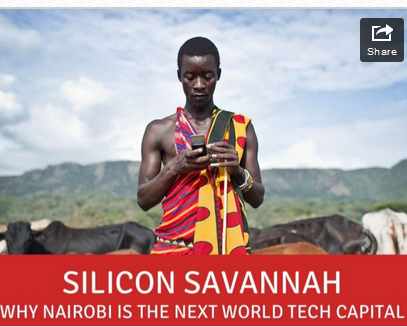 Share
SILICON SAVANNAH
WHY NAIROBI IS THE NEXT WORLD TECH CAPITAL